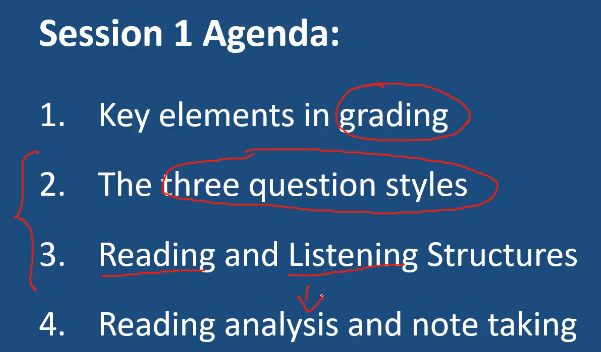 Session 1 Agenda:
1. Key elements in grading
2. The three question styles
3. Reading and Listening Structures
4. Reading analysis and note taking